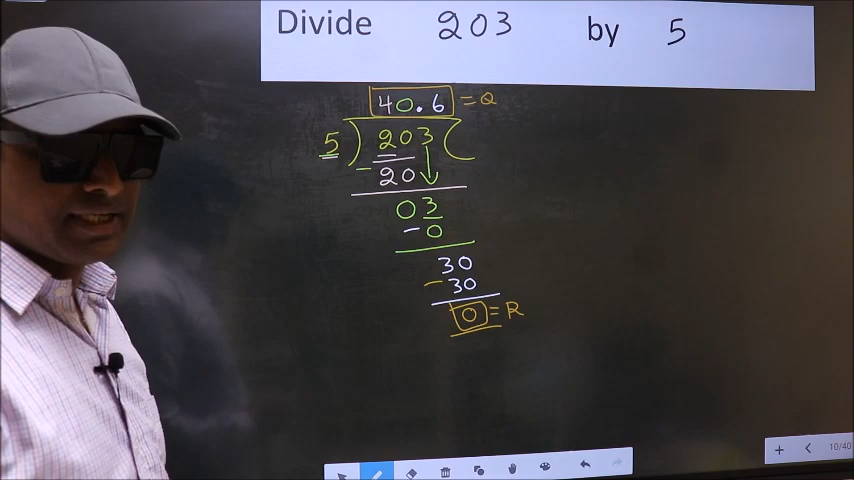 Divide 203 by 5
40.6 = Q
5 ) 203 (
- 20
03
- 0
30
- 30
0 = R
10/40